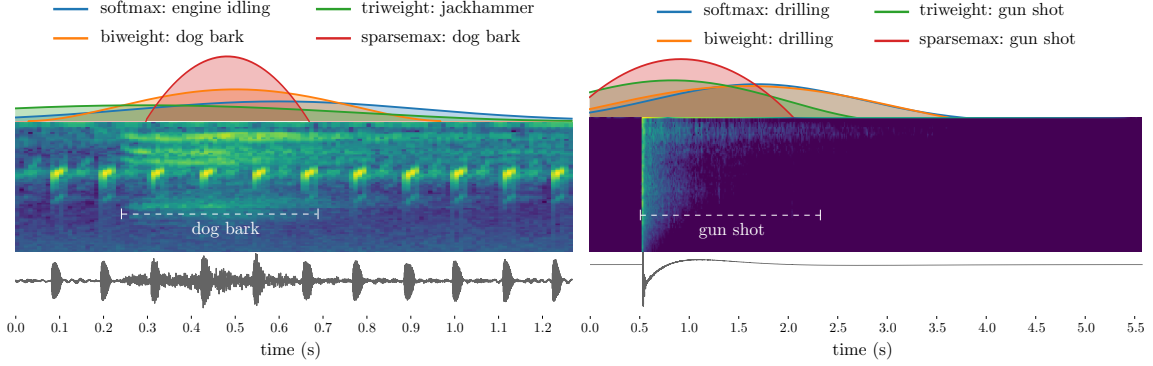 softmax: engine idling triweight: jackhammer
biweight: dog bark sparsemax: dog bark
dog bark
0.0 0.1 0.2 0.3 0.4 0.5 0.6 0.7 0.8 0.9 1.0 1.1 1.2
time (s)
softmax: drilling triweight: gun shot
biweight: drilling sparsemax: gun shot
gun shot
0.0 0.5 1.0 1.5 2.0 2.5 3.0 3.5 4.0 4.5 5.0 5.5
time (s)